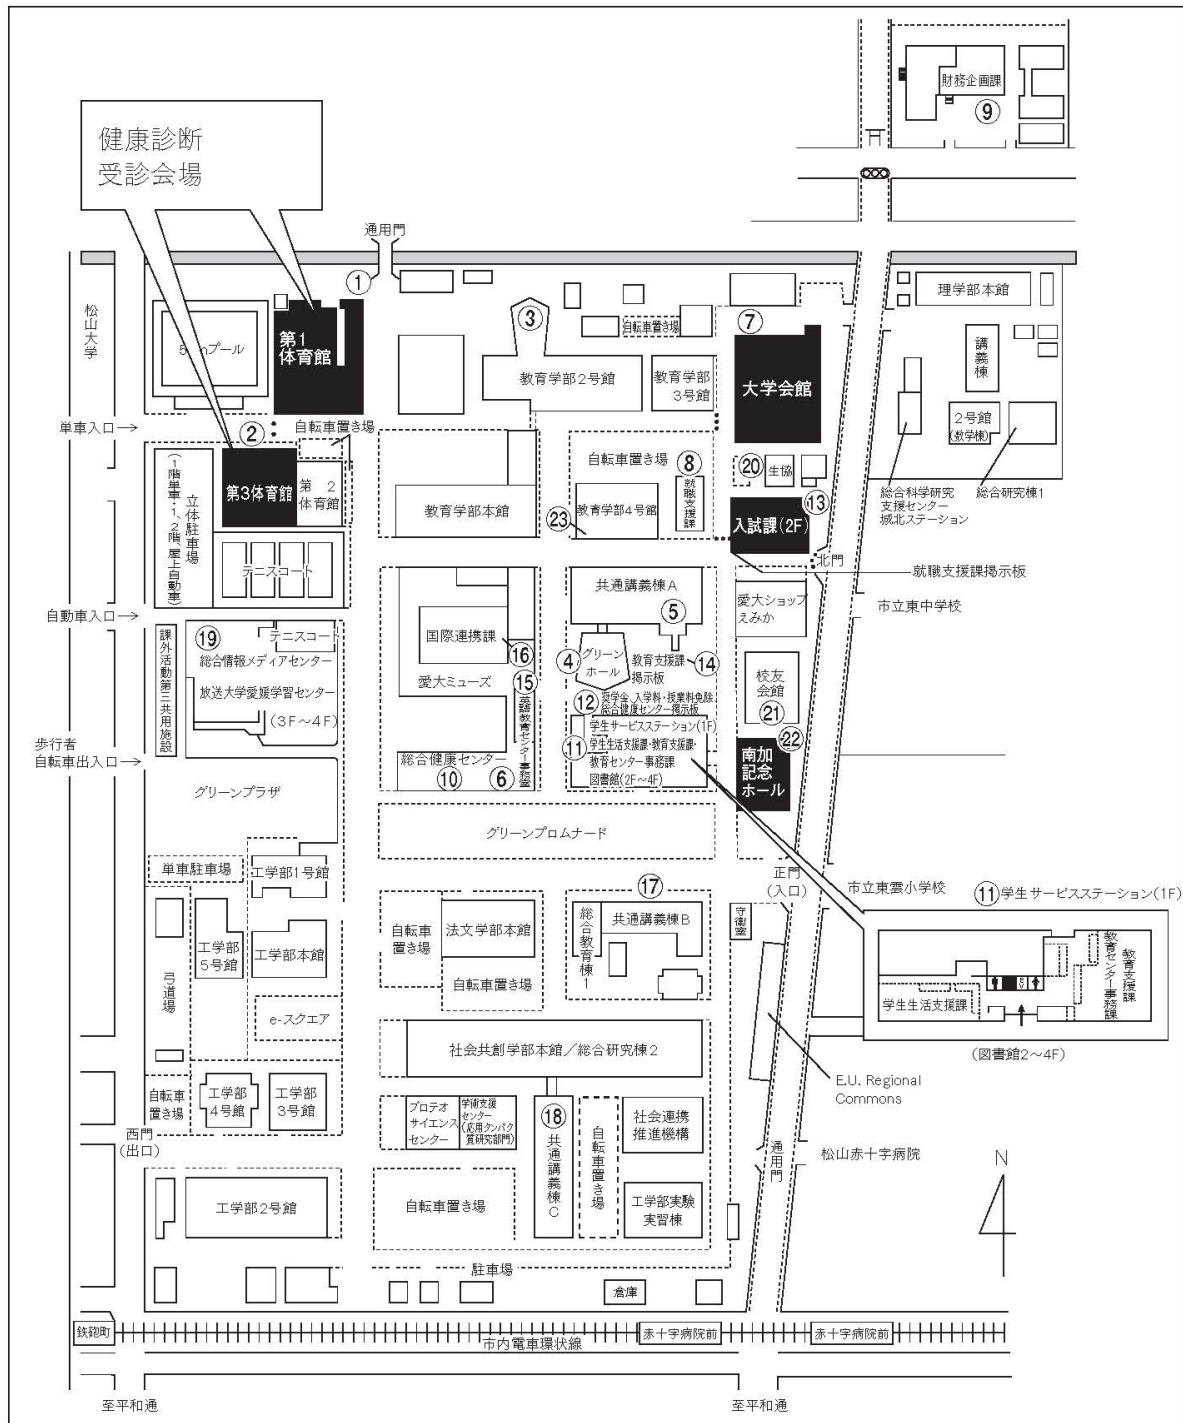 財務企画課
⑨
健康診断
受診会場
通用門
①
松山大学
50mプール
第1
体育館
③
自転車置き場
⑦
理学部本館
教育学部2号館
教育学部
3号館
大学会館
講義棟
単車入口
②
自転車置き場
2号館
(数学棟)
(1階単車・1、2階、屋上自動車)
立体駐車場
第3体育館
第2
体育館
自転車置き場
⑧
就職支援課
⑳
生協
総合科学研究
支援センター
城北ステーション
総合研究棟1
教育学部本館
㉓
教育学部4号館
入試課(2F)
⑬
北門
就職支援課掲示板
テニスコート
自動車入口
共通講義棟A
⑤
愛大ショップ
えみか
市立東中学校
課外活動第三共用施設
⑲
テニスコート
総合情報メディアセンター
放送大学愛媛学習センター
(3F～4F)
国際連携課
⑯
愛大ミューズ
⑮
英語教育センター事務室
④
グリーン
ホール
教育支援課
掲示板
⑭
校友
会館
㉑
⑫
奨学金、入学料・授業料免除
総合健康センター掲示板
学生サービスステーション(1F)
⑪
学生生活支援課・教育支援課・
教育センター事務課
図書館(2F～4F)
㉒
南加
記念
ホール
歩行者
自転車出入口
総合健康センター
⑩
⑥
グリーンプラザ
グリーンプロムナード
単車駐車場
工学部1号館
正門
(入口)
市立東雲小学校
⑪学生サービスステーション(1F)
⑰
守衛室
弓道場
工学部
5号館
工学部本館
自転車
置き場
法文学部本館
総合教育棟1
共通講義棟B
自転車置き場
学生生活支援課
EV
教育センター事務課
教育支援課
(図書館2～4F)
e-スクエア
社会共創学部本館／総合研究棟2
E.U. Regional
Commons
自転車
置き場
工学部
4号館
工学部
3号館
プロテオ
サイエンス
センター
学術支援
センター
(応用タンパク
質研究部門)
⑱
共通講義棟C
自転車置き場
社会連携
推進機構
西門
(出口)
通用門
松山赤十字病院
N
工学部2号館
自転車置き場
工学部実験
実習棟
駐車場
倉庫
鉄砲町
市内電車環状線
赤十字病院前
赤十字病院前
至平和通
至平和通